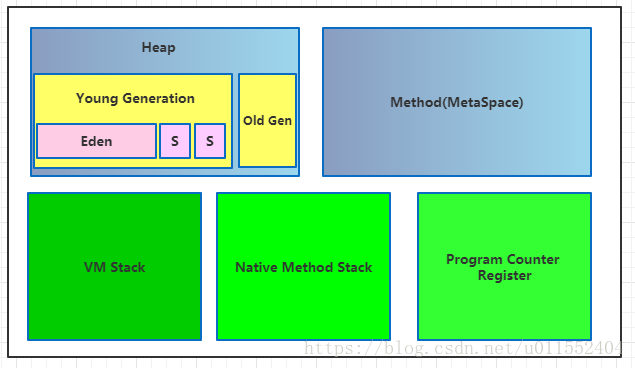 Heap
Method(MetaSpace)
Young Generation
Old Gen
Eden
S
S
VM Stack
Native Method Stack
Program Counter
Register
https://blog.csdn.net/u011552404